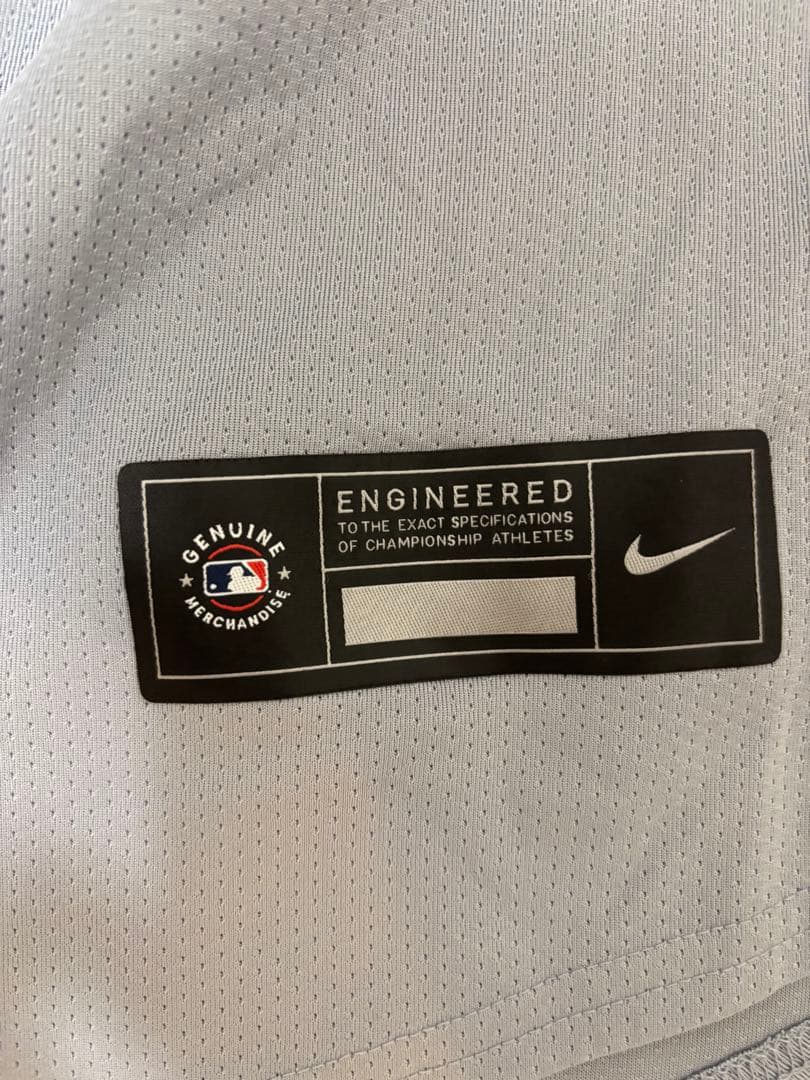 GENUINE
MERCHANDISE
ENGINEERED
TO THE EXACT SPECIFICATIONS
OF CHAMPIONSHIP ATHLETES